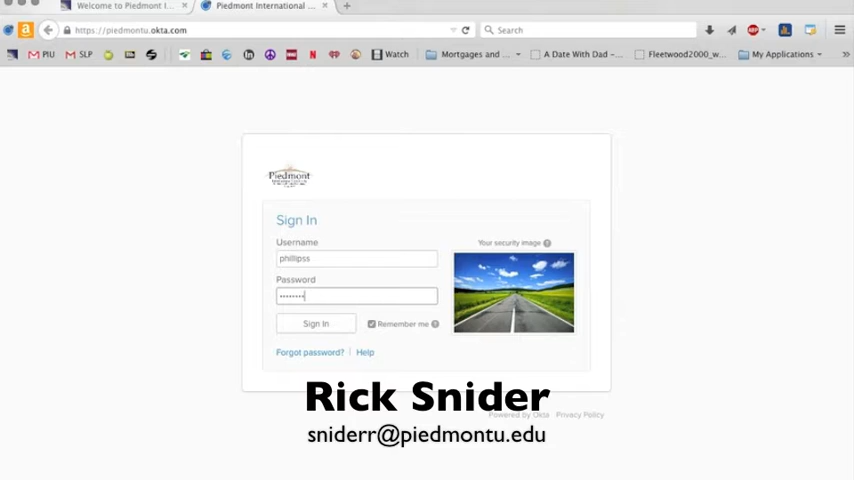 Welcome to Piedmont I...
Piedmont International ...
https://piedmontu.okta.com
Search
PIU
SLP
Watch
Mortgages and ...
A Date With Dad -...
Fleetwood2000_w...
My Applications
Piedmont
Sign In
Username
Your security image
phillipss
Password
Sign In
Remember me
Forgot password?
Help
Rick Snider
Powered by Okta
Privacy Policy
sniderr@piedmontu.edu